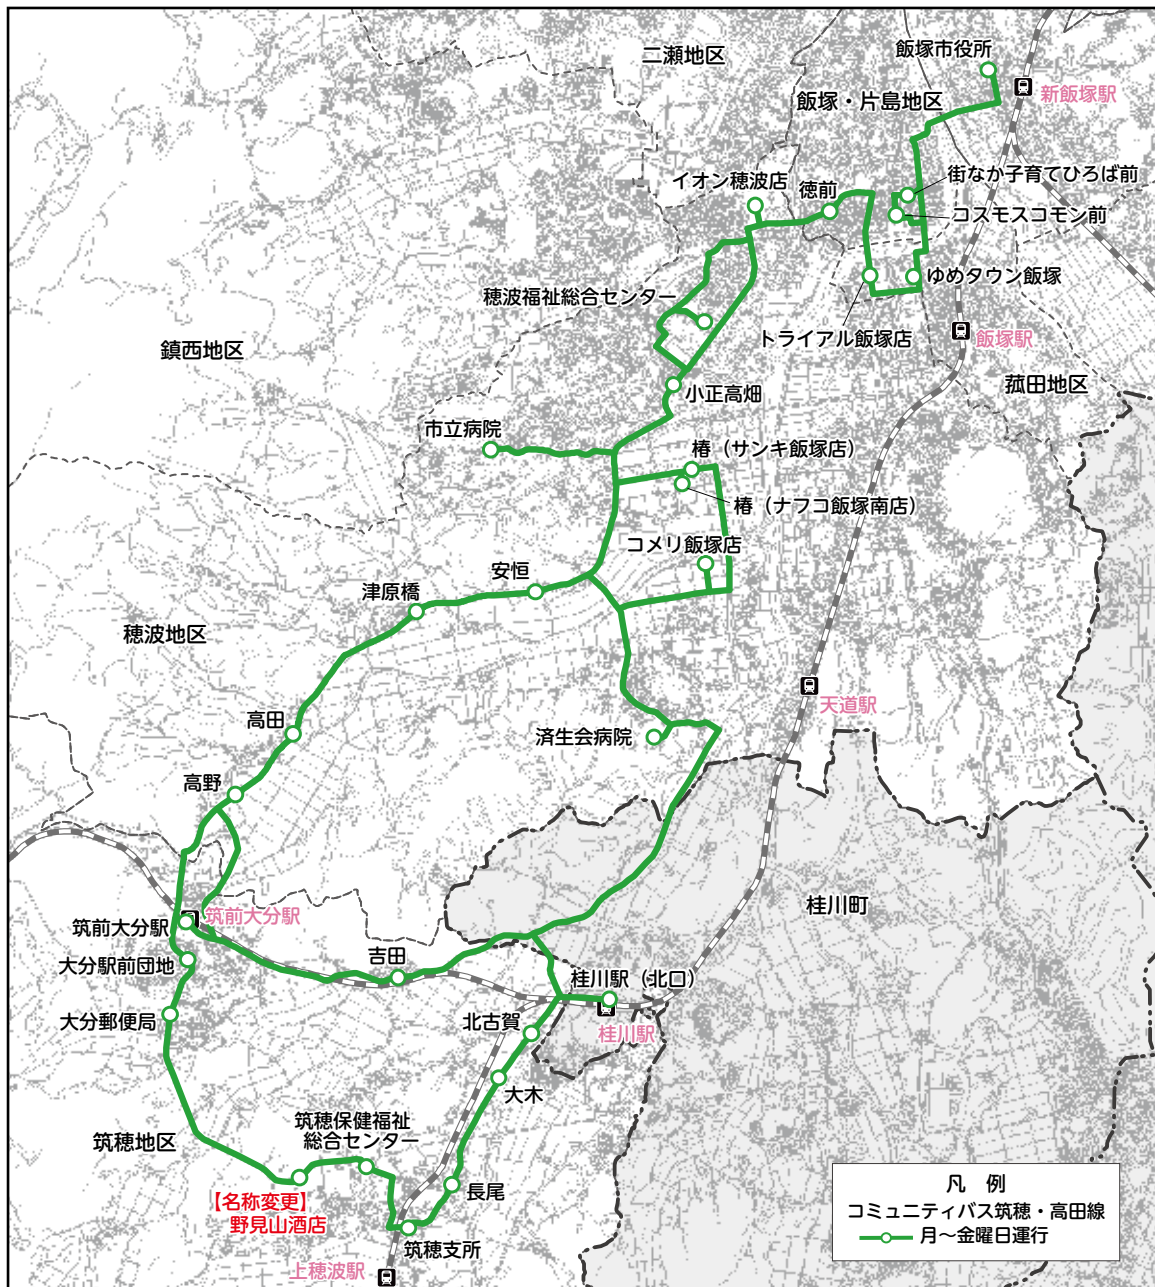 飯塚市役所
二瀬地区
新飯塚駅
飯塚・片島地区
街なか子育てひろば前
イオン穂波店
徳前
コスモスコモン前
ゆめタウン飯塚
穂波福祉総合センター
トライアル飯塚店
飯塚駅
鎮西地区
菰田地区
小正高畑
市立病院
椿（サンキ飯塚店）
椿（ナフコ飯塚南店）
コメリ飯塚店
安恒
津原橋
穂波地区
天道駅
高田
済生会病院
高野
桂川町
筑前大分駅
筑前大分駅
吉田
大分駅前団地
桂川駅（北口）
大分郵便局
北古賀
桂川駅
大木
筑穂保健福祉
総合センター
筑穂地区
長尾
【名称変更】
野見山酒店
筑穂支所
上穂波駅
凡　例
コミュニティバス筑穂・高田線
月～金曜日運行